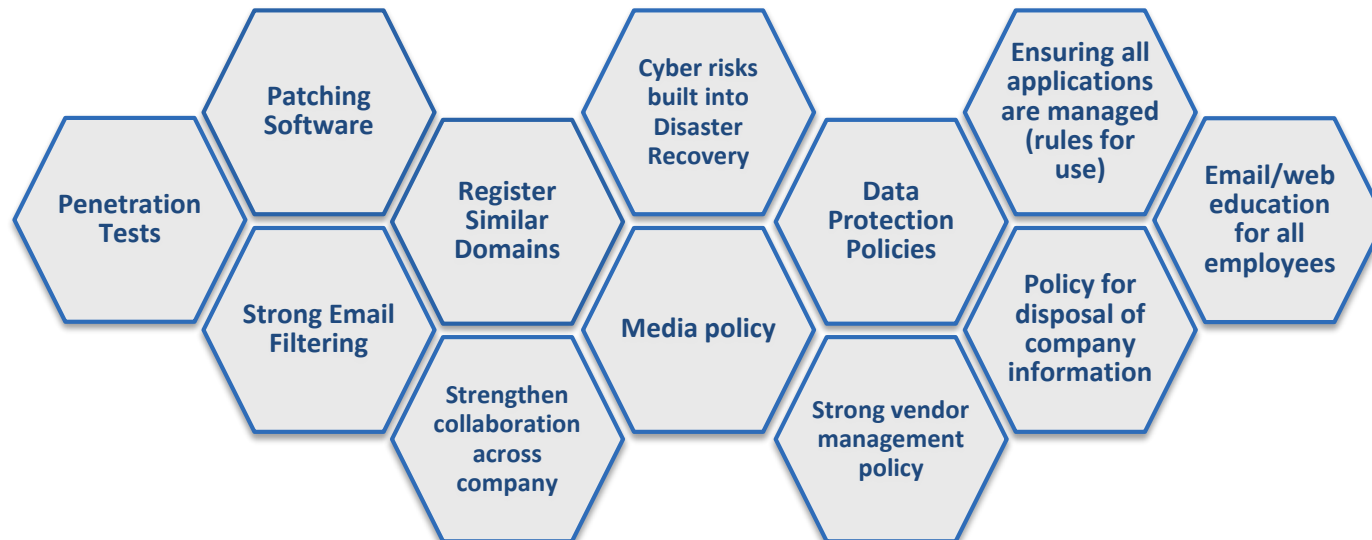 Penetration
Tests
Patching
Software
Strong Email
Filtering
Register
Similar
Domains
Strengthen
collaboration
across
company
Cyber risks
built into
Disaster
Recovery
Media policy
Data
Protection
Policies
Strong vendor
management
policy
Ensuring all
applications
are managed
(rules for
use)
Policy for
disposal of
company
information
Email/web
education
for all
employees